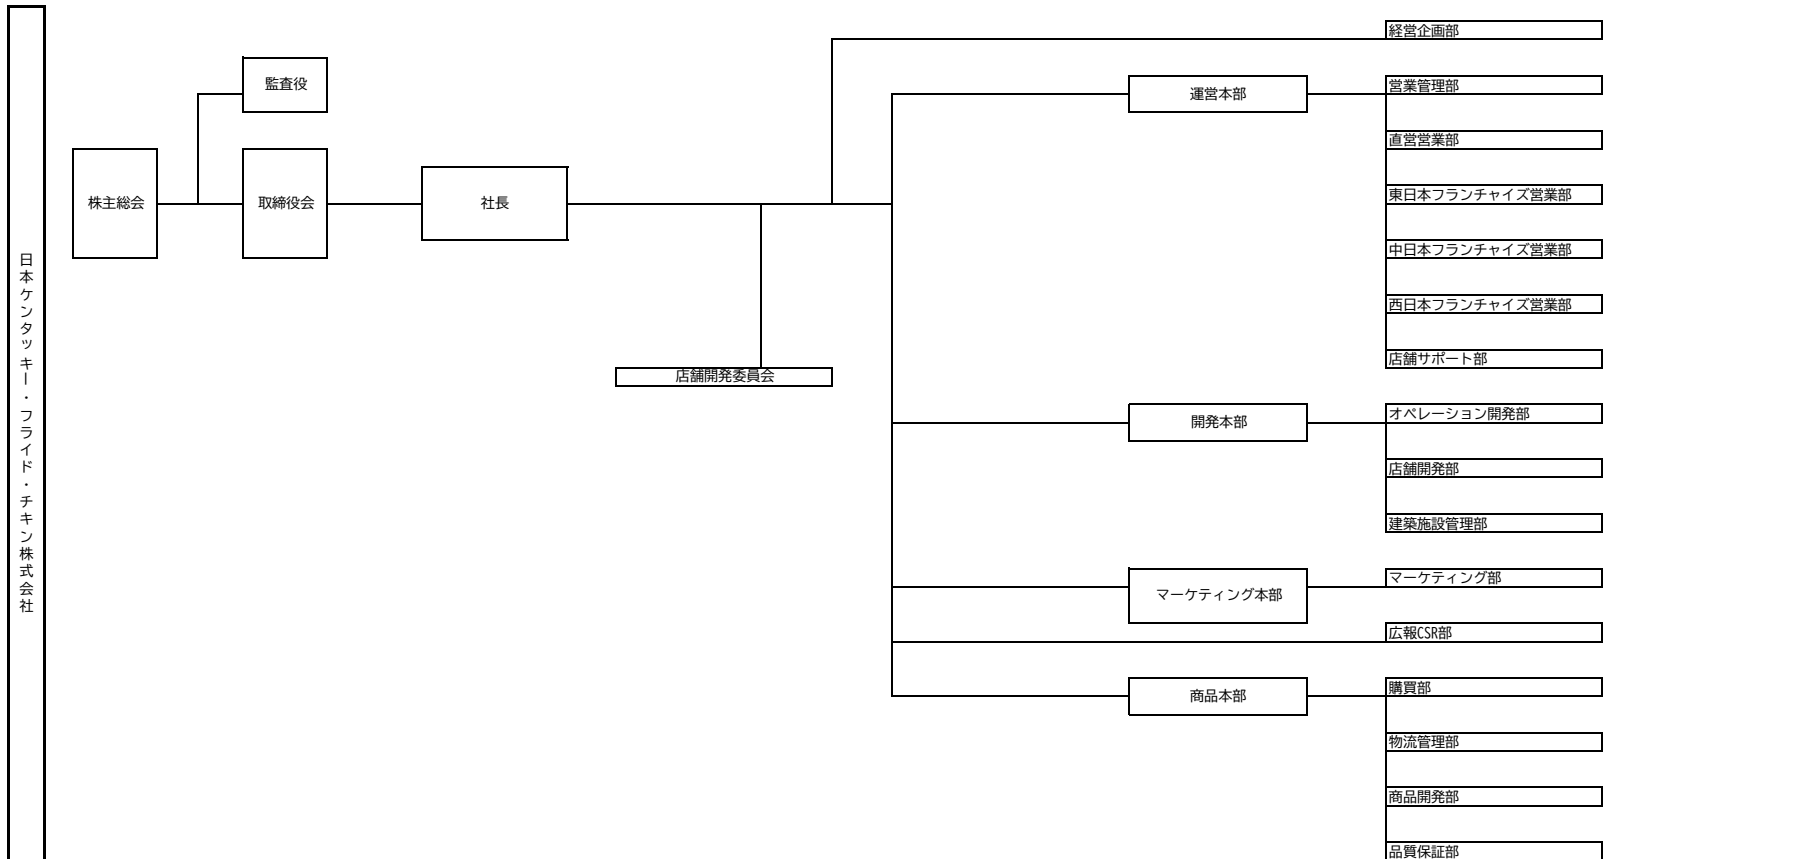 日本ケンタッキー・フライド・チキン株式会社
経営企画部
監査役
運営本部
営業管理部
直営営業部
株主総会
取締役会
社長
東日本フランチャイズ営業部
中日本フランチャイズ営業部
西日本フランチャイズ営業部
店舗サポート部
店舗開発委員会
開発本部
オペレーション開発部
店舗開発部
建築施設管理部
マーケティング本部
マーケティング部
広報CSR部
商品本部
購買部
物流管理部
商品開発部
品質保証部